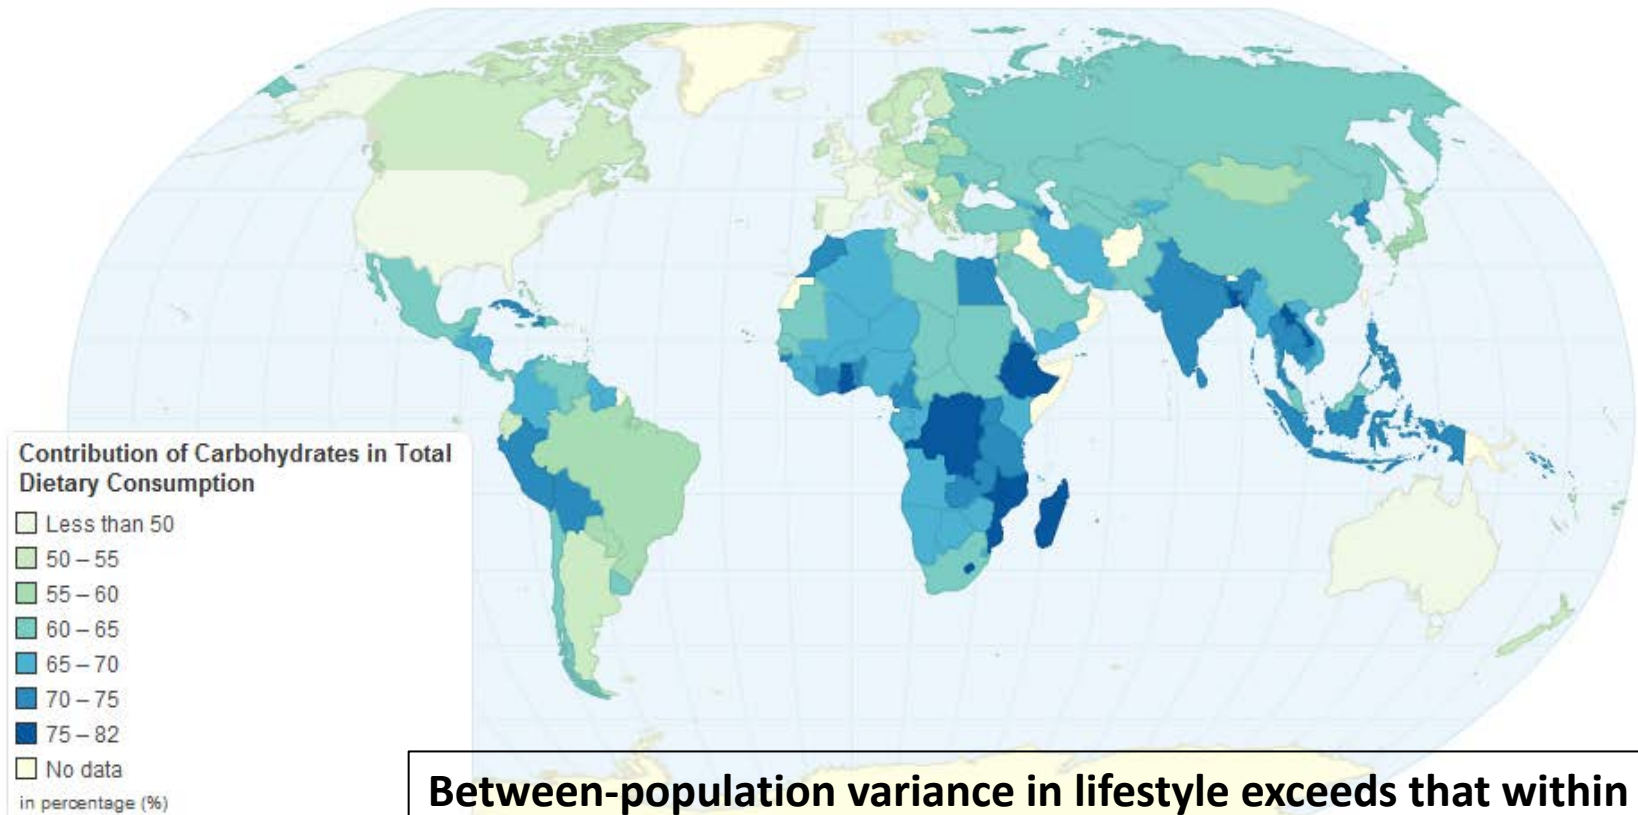 Contribution of Carbohydrates in Total
Dietary Consumption
Less than 50
50 – 55
55 – 60
60 – 65
65 – 70
70 – 75
75 – 82
No data
in percentage (%)
Between-population variance in lifestyle exceeds that within